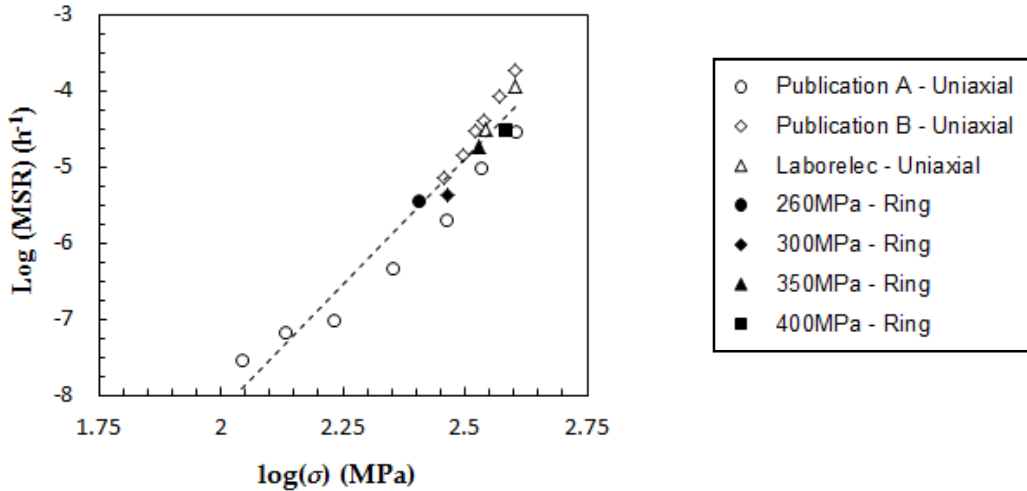 -3
-4
-5
-6
-7
-8
Log (MSR) (h⁻¹)
1.75 2 2.25 2.5 2.75
log(σ) (MPa)
Publication A - Uniaxial
Publication B - Uniaxial
Laborelec - Uniaxial
260MPa - Ring
300MPa - Ring
350MPa - Ring
400MPa - Ring